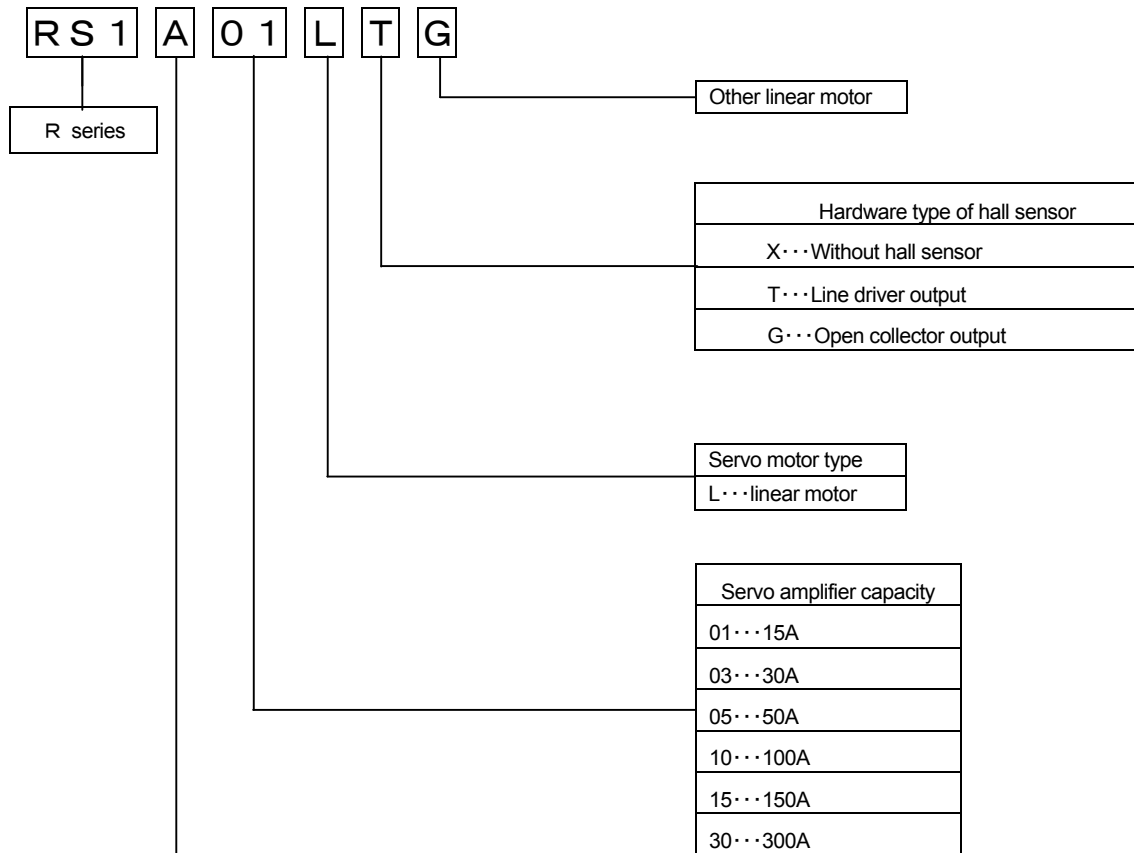 RS1 A 01 L T G
R series
Other linear motor
Hardware type of hall sensor
X･･･Without hall sensor
T･･･Line driver output
G･･･Open collector output
Servo motor type
L･･･linear motor
Servo amplifier capacity
01･･･15A
03･･･30A
05･･･50A
10･･･100A
15･･･150A
30･･･300A